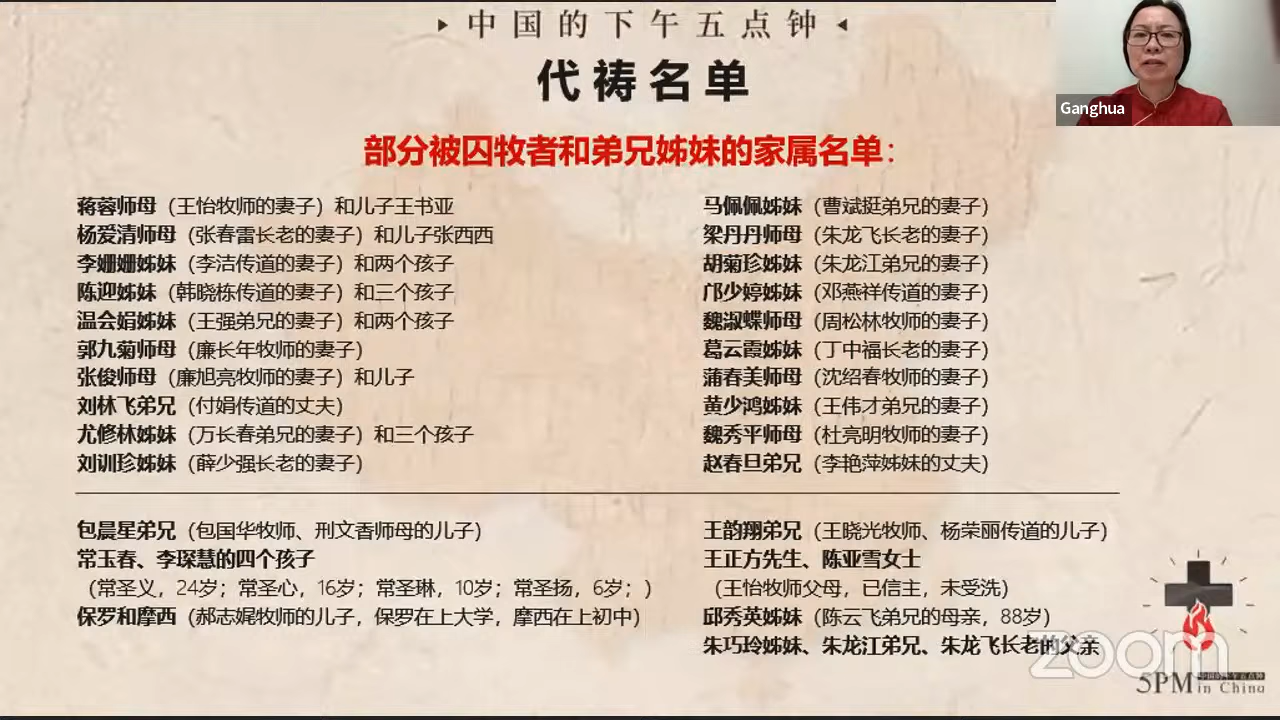 中国的下午五点钟
Ganghua
代祷名单
部分被囚牧者和弟兄姊妹的家属名单：
蒋蓉师母（王怡牧师的妻子）和儿子王书亚
杨爱清师母（张春雷长老的妻子）和儿子张西西
李姗姗姊妹（李洁传道的妻子）和两个孩子
陈迎姊妹（韩晓栋传道的妻子）和三个孩子
温会娟姊妹（王强弟兄的妻子）和两个孩子
郭九菊师母（廉长年牧师的妻子）
张俊师母（廉旭亮牧师的妻子）和儿子
刘林飞弟兄（付娟传道的丈夫）
尤修林姊妹（万长春弟兄的妻子）和三个孩子
刘训珍姊妹（薛少强长老的妻子）
马佩佩姊妹（曹斌挺弟兄的妻子）
梁丹丹师母（朱龙飞长老的妻子）
胡菊珍姊妹（朱龙江弟兄的妻子）
邝少婷姊妹（邓燕祥传道的妻子）
魏淑蝶师母（周松林牧师的妻子）
葛云霞姊妹（丁中福长老的妻子）
蒲春美师母（沈绍春牧师的妻子）
黄少鸿姊妹（王伟才弟兄的妻子）
魏秀平师母（杜亮明牧师的妻子）
赵春旦弟兄（李艳萍姊妹的丈夫）
包晨星弟兄（包国华牧师、刑文香师母的儿子）
常玉春、李琛慧的四个孩子
（常圣义，24岁；常圣心，16岁；常圣琳，10岁；常圣扬，6岁；）
保罗和摩西（郝志娓牧师的儿子，保罗在上大学，摩西在上初中）
王韵翔弟兄（王晓光牧师、杨荣丽传道的儿子）
王正方先生、陈亚雪女士
（王怡牧师父母，已信主，未受洗）
邱秀英姊妹（陈云飞弟兄的母亲，88岁）
朱巧玲姊妹、朱龙江弟兄、朱龙飞长老的父亲
zoom
5PM in China